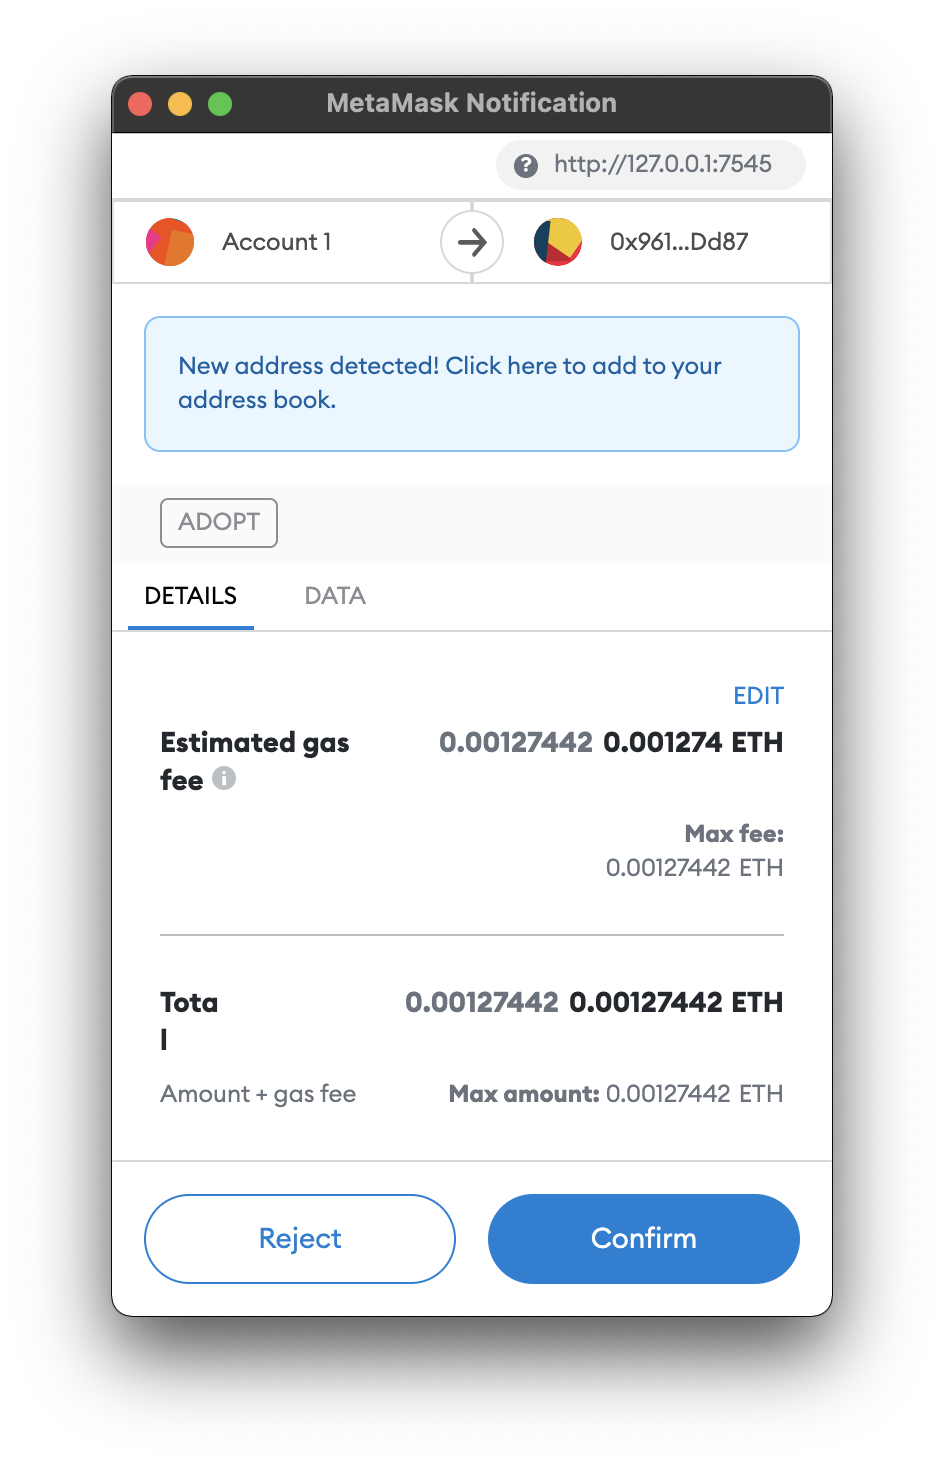 MetaMask Notification
http://127.0.0.1:7545
Account 1
0x961...Dd87
New address detected! Click here to add to your
address book.
ADOPT
DETAILS DATA
EDIT
Estimated gas 0.00127442 0.001274 ETH
fee
Max fee:
0.00127442 ETH
Tota 0.00127442 0.00127442 ETH
l
Amount + gas fee Max amount: 0.00127442 ETH
Reject Confirm